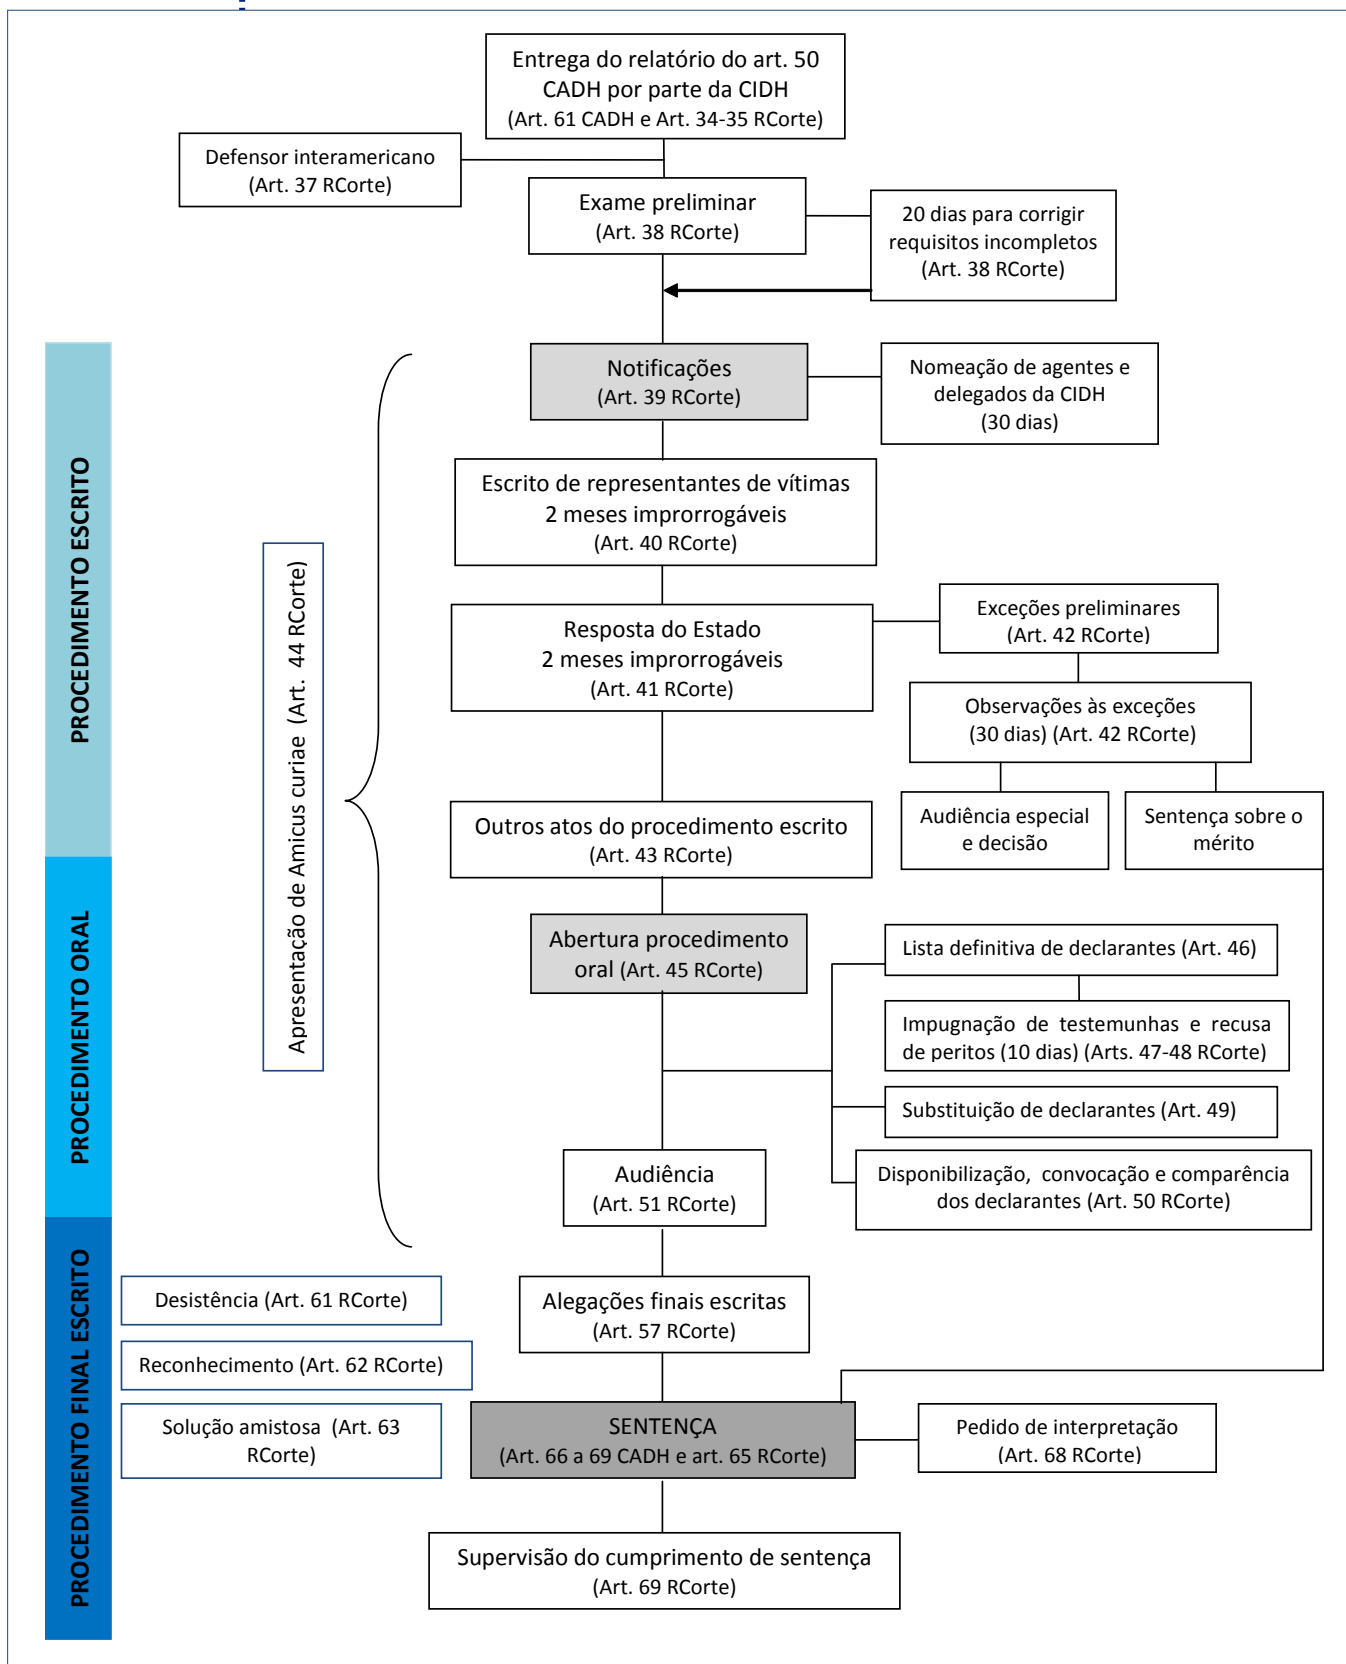 Entrega do relatório do art. 50
CADH por parte da CIDH
(Art. 61 CADH e Art. 34-35 RCorte)
Defensor interamericano
(Art. 37 RCorte)
Exame preliminar
(Art. 38 RCorte)
20 dias para corrigir
requisitos incompletos
(Art. 38 RCorte)
PROCEDIMENTO ESCRITO
Notificações
(Art. 39 RCorte)
Nomeação de agentes e
delegados da CIDH
(30 dias)
Escrito de representantes de vítimas
2 meses improrrogáveis
(Art. 40 RCorte)
Apresentação de Amicus curiae (Art. 44 RCorte)
Resposta do Estado
2 meses improrrogáveis
(Art. 41 RCorte)
Exceções preliminares
(Art. 42 RCorte)
Observações às exceções
(30 dias) (Art. 42 RCorte)
Audiência especial
e decisão
Sentença sobre o
mérito
Outros atos do procedimento escrito
(Art. 43 RCorte)
PROCEDIMENTO ORAL
Abertura procedimento
oral (Art. 45 RCorte)
Lista definitiva de declarantes (Art. 46)
Impugnação de testemunhas e recusa
de peritos (10 dias) (Arts. 47-48 RCorte)
Substituição de declarantes (Art. 49)
Disponibilização, convocação e comparência
dos declarantes (Art. 50 RCorte)
Audiência
(Art. 51 RCorte)
PROCEDIMENTO FINAL ESCRITO
Desistência (Art. 61 RCorte)
Alegações finais escritas
(Art. 57 RCorte)
Reconhecimento (Art. 62 RCorte)
Solução amistosa (Art. 63
RCorte)
SENTENÇA
(Art. 66 a 69 CADH e art. 65 RCorte)
Pedido de interpretação
(Art. 68 RCorte)
Supervisão do cumprimento de sentença
(Art. 69 RCorte)